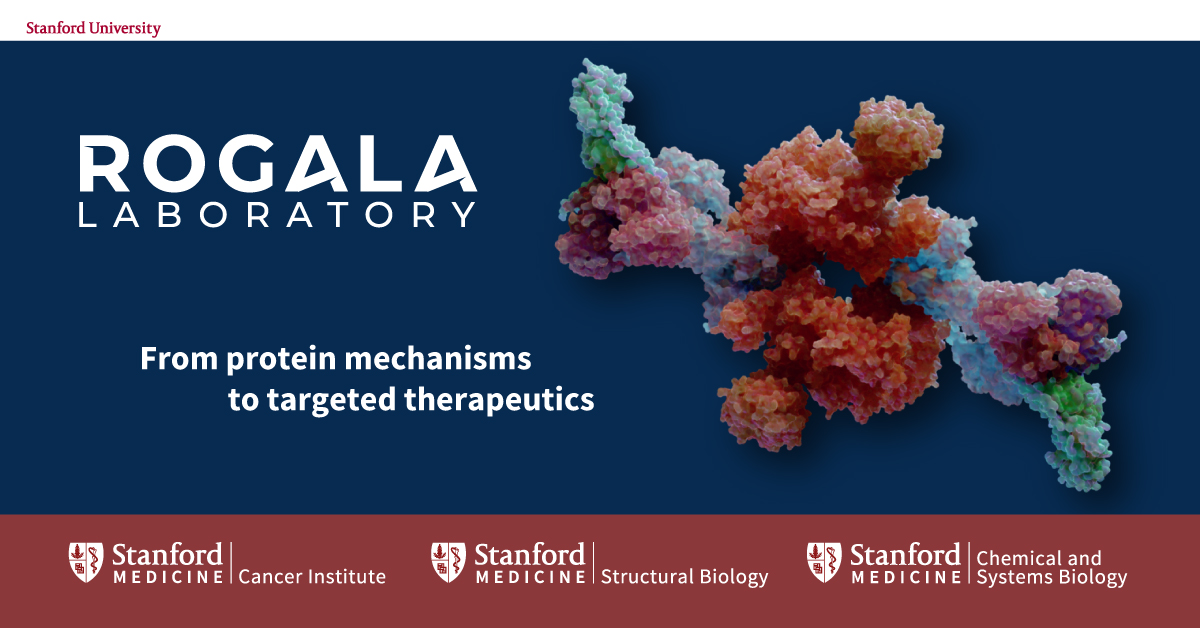 Stanford University
ROGALA
LABORATORY
From protein mechanisms
to targeted therapeutics
Stanford
MEDICINE
Cancer Institute
Stanford
MEDICINE
Structural Biology
Stanford
MEDICINE
Chemical and
Systems Biology